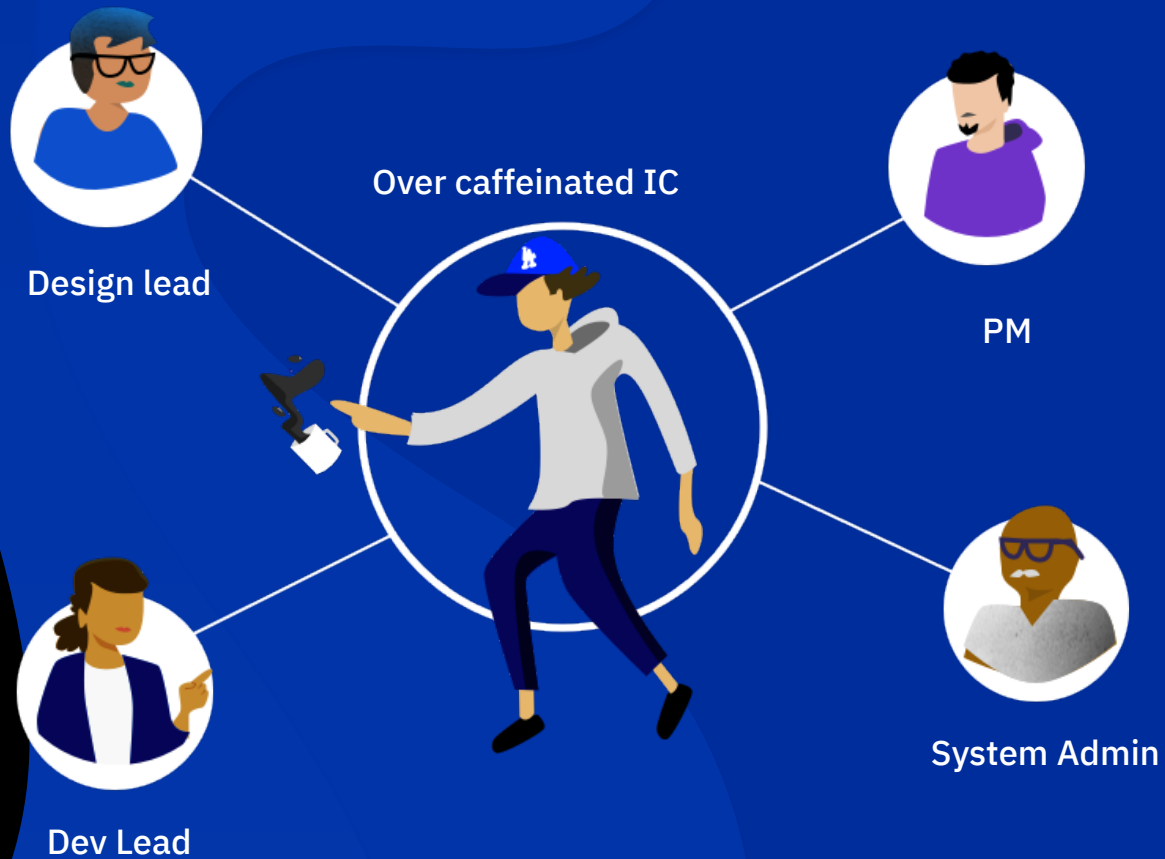 Over caffeinated IC
Design lead
PM
System Admin
Dev Lead